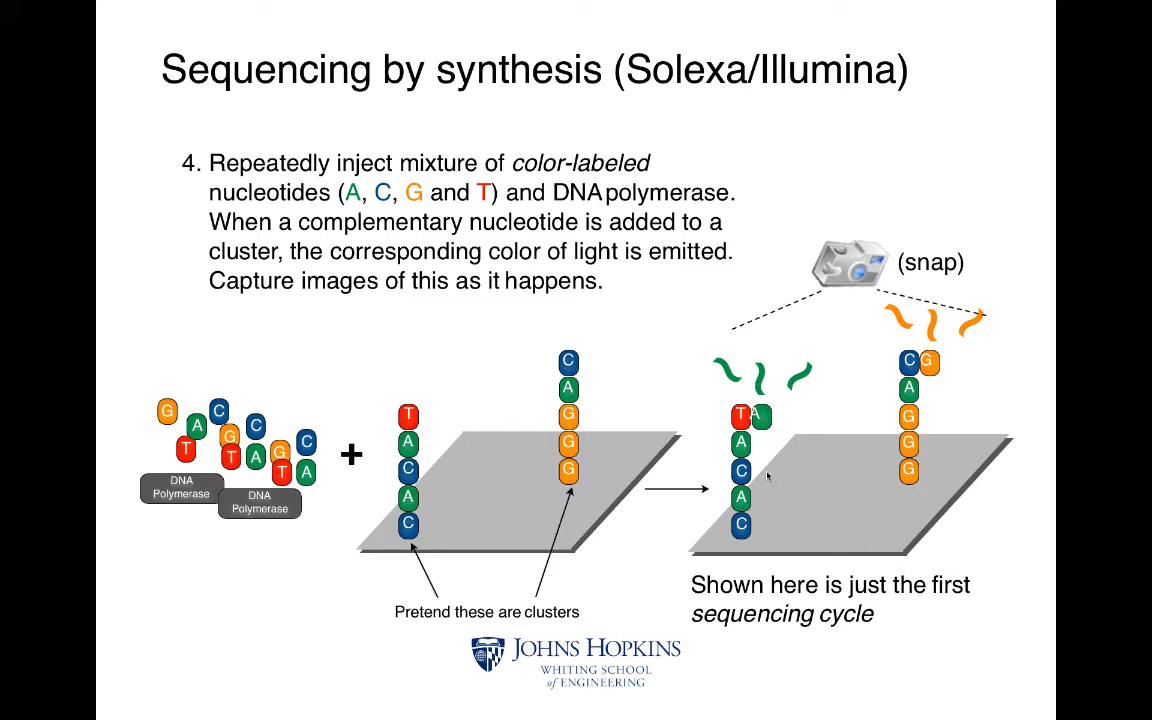 Sequencing by synthesis (Solexa/Illumina)
4. Repeatedly inject mixture of color-labeled
nucleotides (A, C, G and T) and DNA polymerase.
When a complementary nucleotide is added to a
cluster, the corresponding color of light is emitted.
Capture images of this as it happens.
(snap)
G
A
C
T
G
C
T
A
G
C
T
A
DNA
Polymerase
DNA
Polymerase
+
T
A
C
A
C
C
A
G
G
G
TA
A
C
A
C
CG
A
G
G
G
Pretend these are clusters
Shown here is just the first
sequencing cycle
JOHNS HOPKINS
WHITING SCHOOL
of ENGINEERING